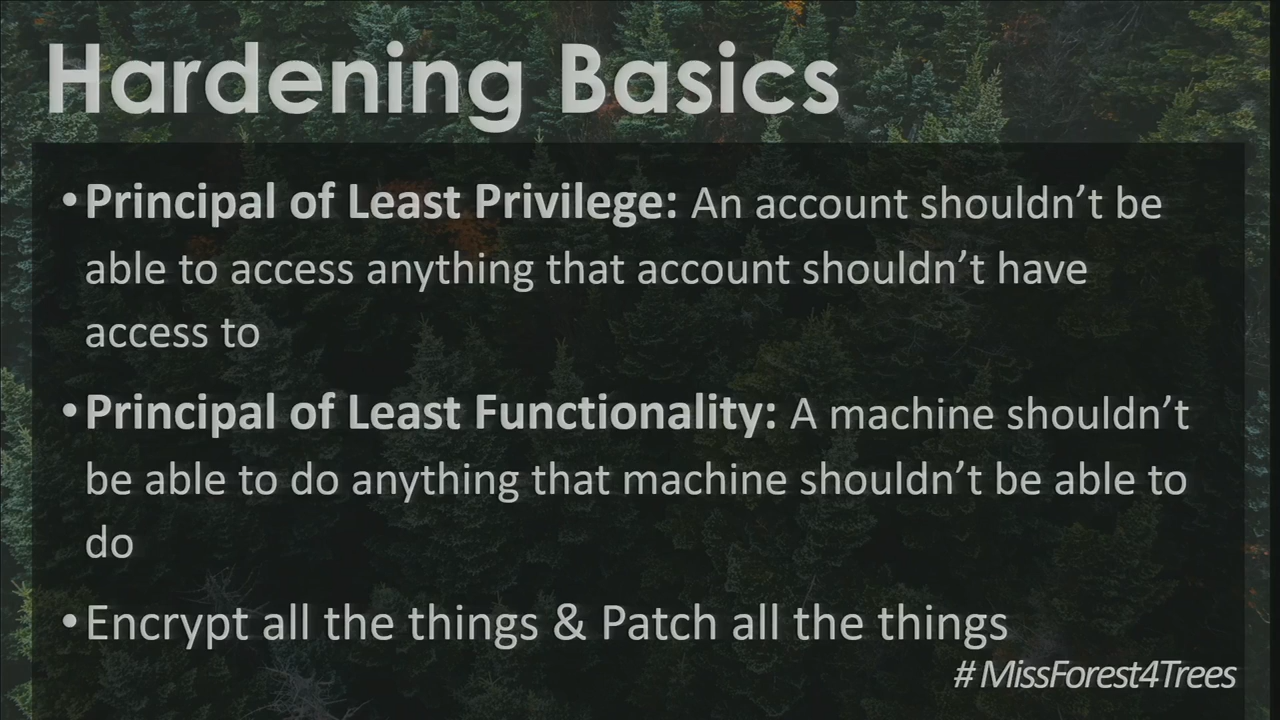 Hardening Basics
•Principal of Least Privilege: An account shouldn’t be
able to access anything that account shouldn’t have
access to
•Principal of Least Functionality: A machine shouldn’t
be able to do anything that machine shouldn’t be able to
do
•Encrypt all the things & Patch all the things
#MissForest4Trees